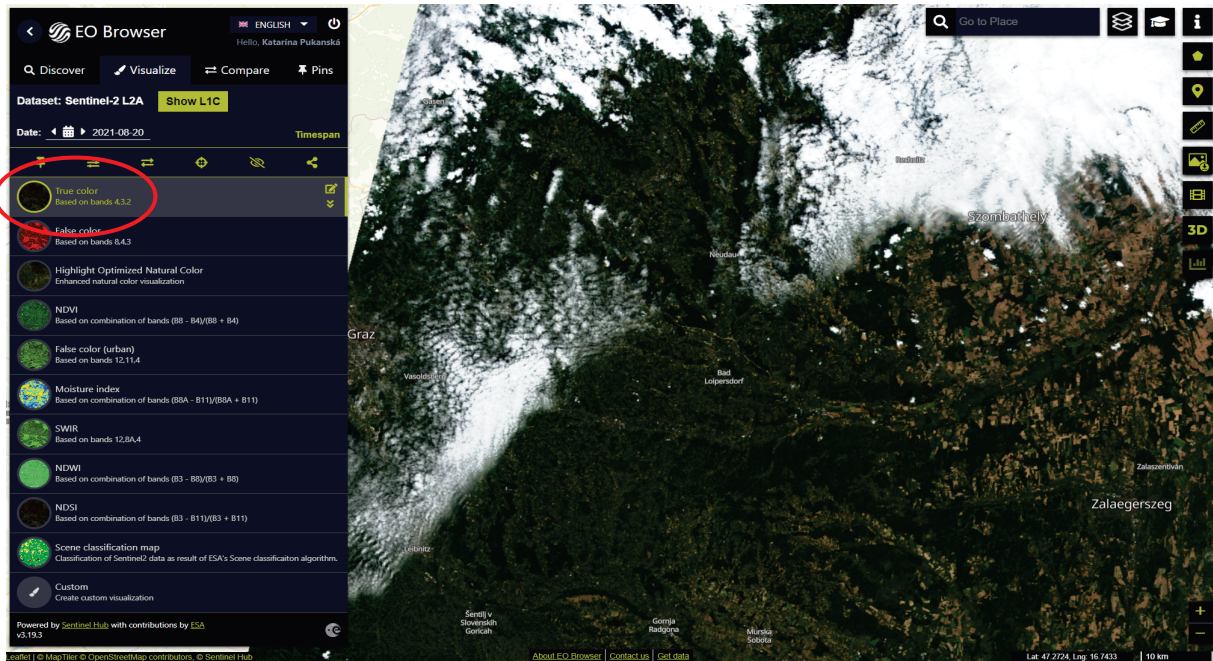 EO Browser
ENGLISH
Hello, Katarína Pukanská
Discover
Visualize
Compare
Pins
Dataset: Sentinel-2 L2A
Show L1C
Date:
2021-08-20
Timespan
True color
Based on bands 4,3,2
False color
Based on bands 8,4,3
Highlight Optimized Natural Color
Enhanced natural color visualization
NDVI
Based on combination of bands (B8 - B4)/(B8 + B4)
False color (urban)
Based on bands 12,11,4
Moisture index
Based on combination of bands (B8A - B11)/(B8A + B11)
SWIR
Based on bands 12,8A,4
NDWI
Based on combination of bands (B3 - B8)/(B3 + B8)
NDSI
Based on combination of bands (B3 - B11)/(B3 + B11)
Scene classification map
Classification of Sentinel2 data as result of ESA's Scene classificaiton algorithm.
Custom
Create custom visualization
Powered by Sentinel Hub with contributions by ESA
v3.19.3
Leaflet | © MapTiler © OpenStreetMap contributors, © Sentinel Hub
Go to Place
3D
Gasen
Rechnitz
Szombathely
Neudau
Graz
Vasoldsberg
Bad
Loipersdorf
Zalaszentiván
Zalaegerszeg
Leibnitz
Šentilj v
Slovenskih
Goricah
Gornja
Radgona
Murska
Sobota
About EO Browser | Contact us | Get data
Lat: 47.2724, Lng: 16.7433
10 km